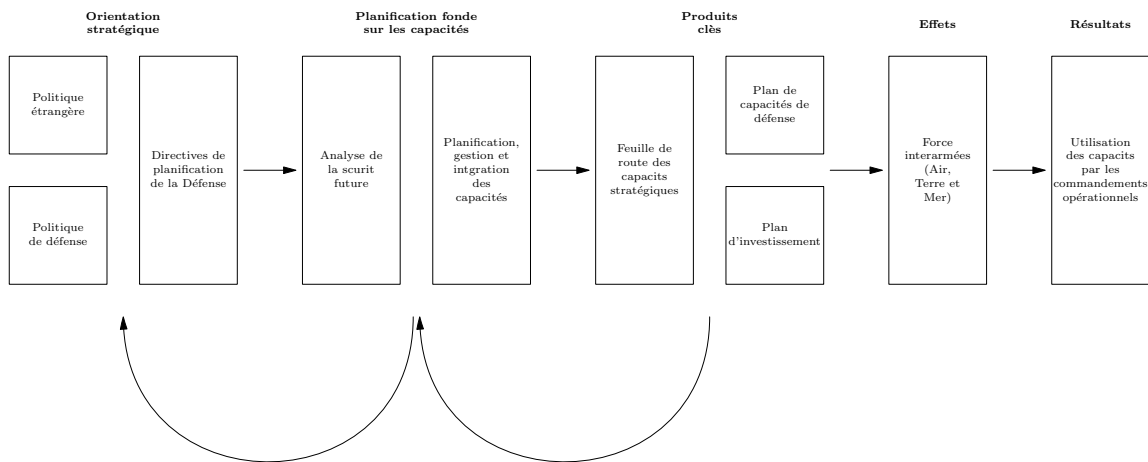 Orientation
stratégique
Planification fonde
sur les capacités
Produits
clès
Effets
Résultats
Politique
étrangère
Politique
de défense
Directives de
planification
de la Défense
Analyse de
la scurit
future
Planification,
gestion et
intgration
des
capacités
Feuille de
route des
capacits
stratégiques
Plan de
capacités de
défense
Plan
d'investissement
Force
interarmées
(Air,
Terre et
Mer)
Utilisation
des capacits
par les
commandements
opérationnels